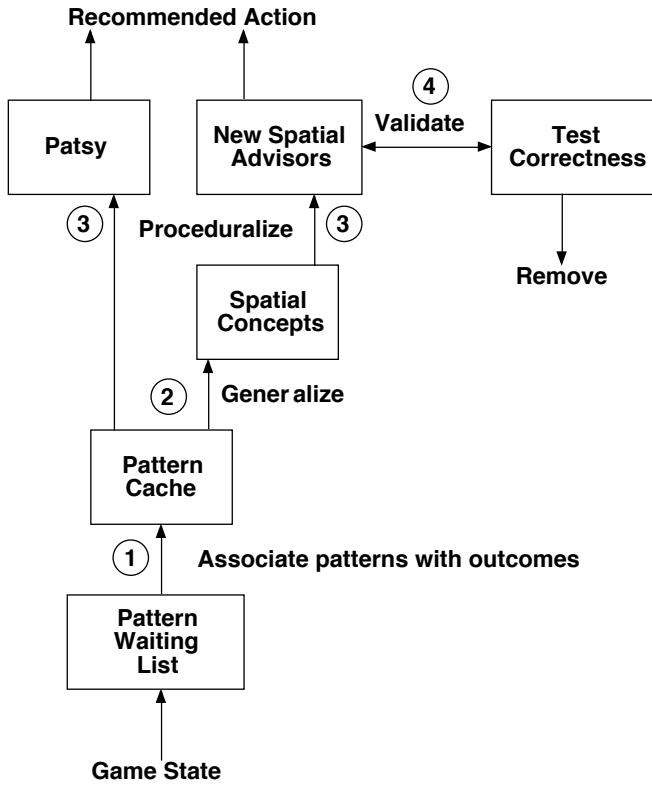 Recommended Action
4
Patsy
New Spatial
Advisors
Validate
Test
Correctness
3
Proceduralize
3
Remove
Spatial
Concepts
2
Gener alize
Pattern
Cache
1
Associate patterns with outcomes
Pattern
Waiting
List
Game State